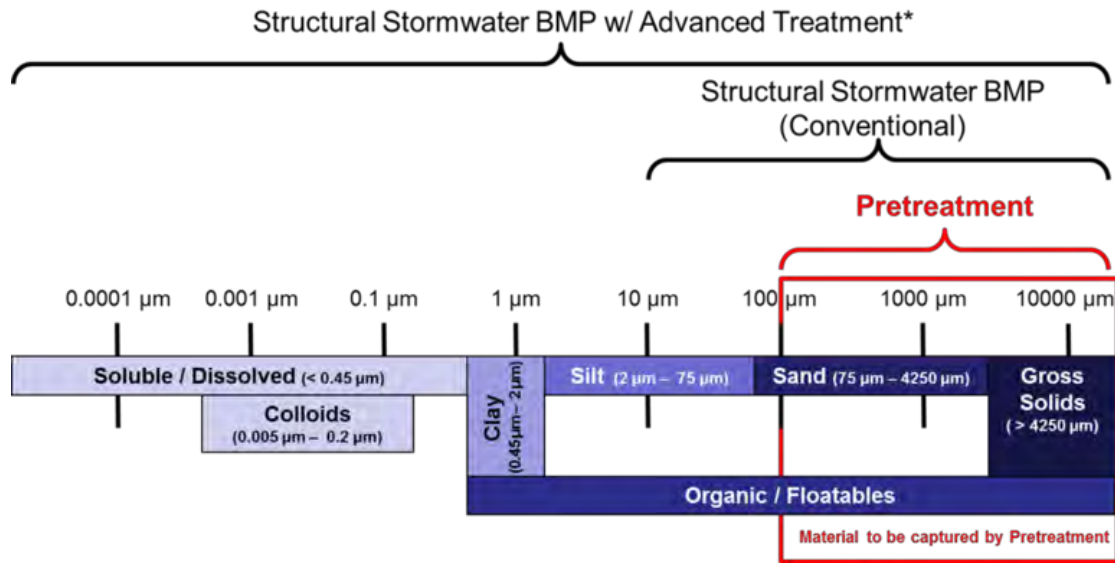 Structural Stormwater BMP w/ Advanced Treatment*
Structural Stormwater BMP
(Conventional)
Pretreatment
0.0001 µm 0.001 µm 0.1 µm 1 µm 10 µm 100 µm 1000 µm 10000 µm
Soluble / Dissolved (< 0.45 µm)
Colloids
(0.005 µm – 0.2 µm)
Clay
(0.45µm– 2µm)
Silt (2 µm – 75 µm)
Sand (75 µm – 4250 µm)
Gross
Solids
( > 4250 µm)
Organic / Floatables
Material to be captured by Pretreatment